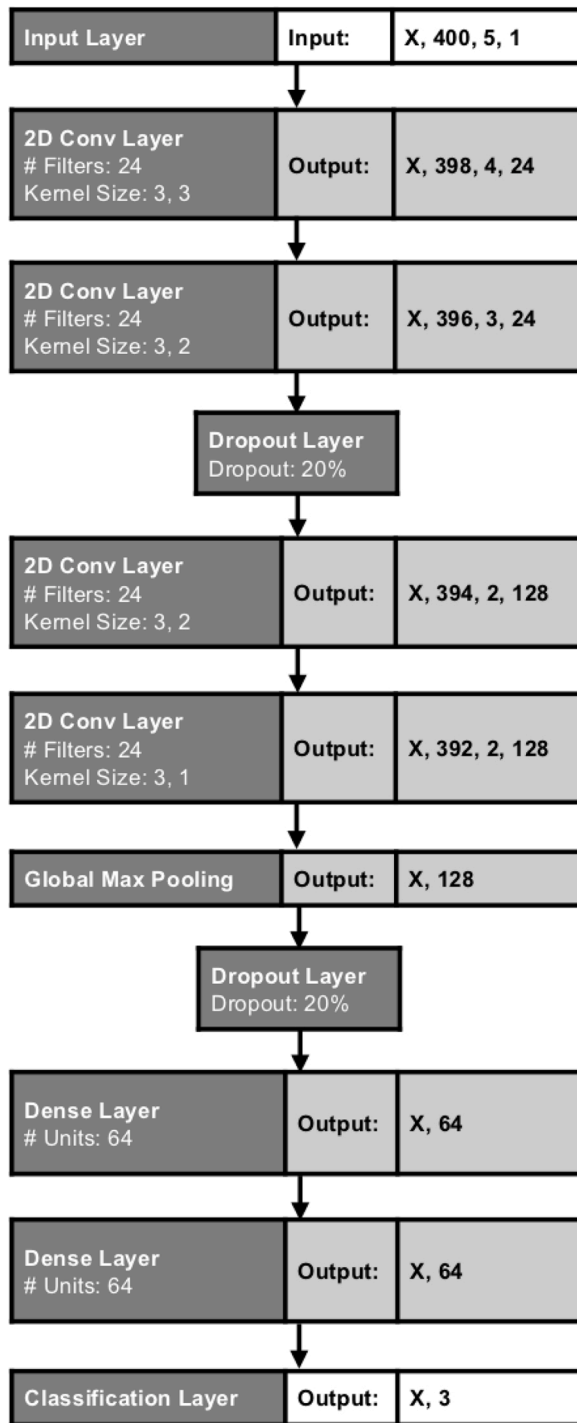 Input Layer Input: X, 400, 5, 1
2D Conv Layer
# Filters: 24
Kernel Size: 3, 3
Output: X, 398, 4, 24
2D Conv Layer
# Filters: 24
Kernel Size: 3, 2
Output: X, 396, 3, 24
Dropout Layer
Dropout: 20%
2D Conv Layer
# Filters: 24
Kernel Size: 3, 2
Output: X, 394, 2, 128
2D Conv Layer
# Filters: 24
Kernel Size: 3, 1
Output: X, 392, 2, 128
Global Max Pooling Output: X, 128
Dropout Layer
Dropout: 20%
Dense Layer
# Units: 64
Output: X, 64
Dense Layer
# Units: 64
Output: X, 64
Classification Layer Output: X, 3